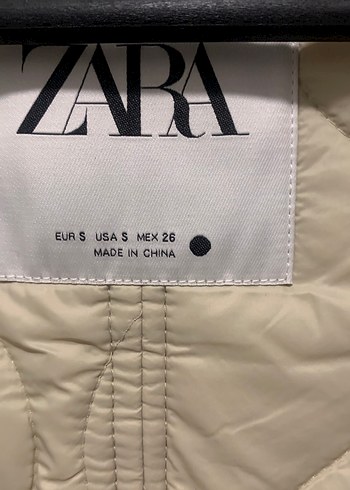 ZARA
EUR S USA S MEX 26
MADE IN CHINA